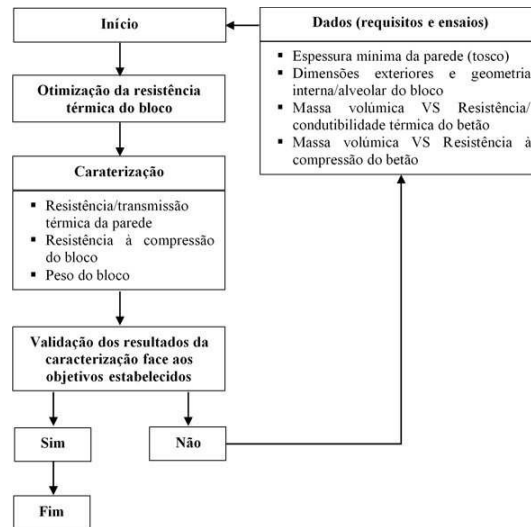 Início
Dados (requisitos e ensaios)
▪ Espessura mínima da parede (tosco)
▪ Dimensões exteriores e geometria
interna/alveolar do bloco
▪ Massa volúmica VS Resistência/
condutibilidade térmica do betão
▪ Massa volúmica VS Resistência à
compressão do betão
Otimização da resistência
térmica do bloco
Caraterização
▪ Resistência/transmissão
térmica da parede
▪ Resistência à compressão
do bloco
▪ Peso do bloco
Validação dos resultados da
caracterização face aos
objetivos estabelecidos
Sim
Não
Fim